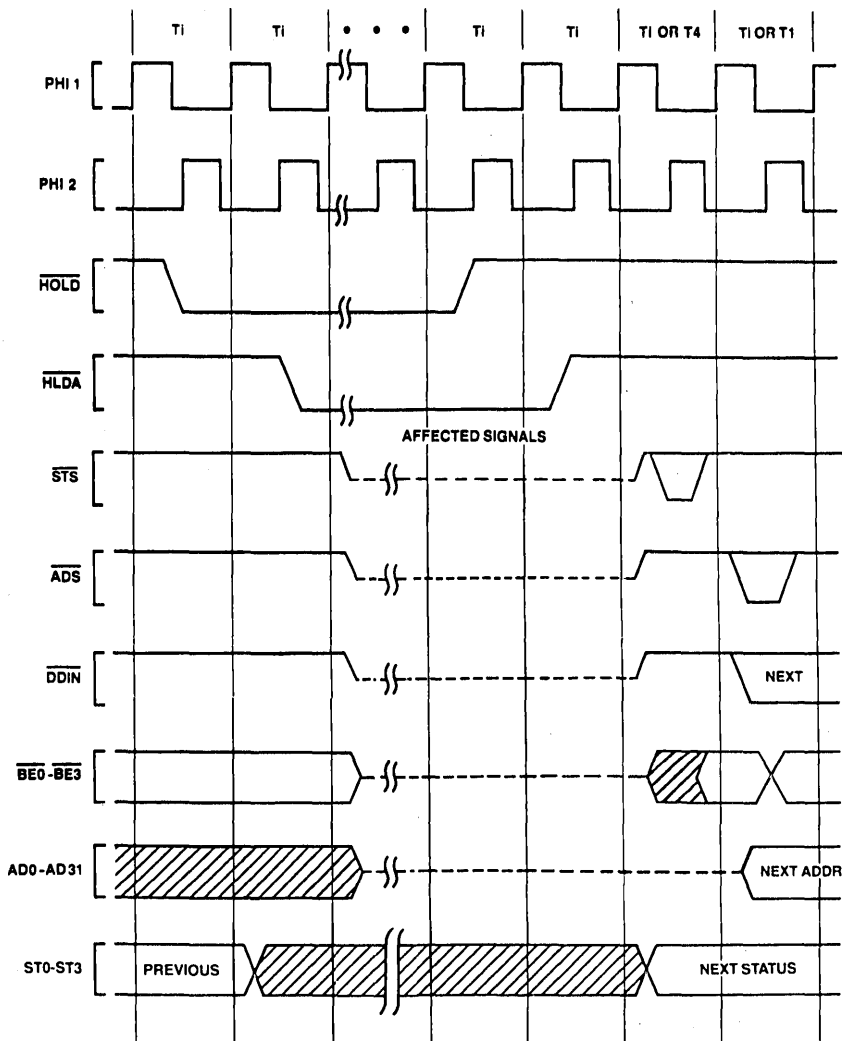 Ti Ti • • • Ti Ti Ti OR T4 Ti OR T1
PHI 1
PHI 2
HOLD
HLDA
AFFECTED SIGNALS
STS
ADS
DDIN
NEXT
BE0-BE3
AD0-AD31
NEXT ADDR
ST0-ST3
PREVIOUS
NEXT STATUS